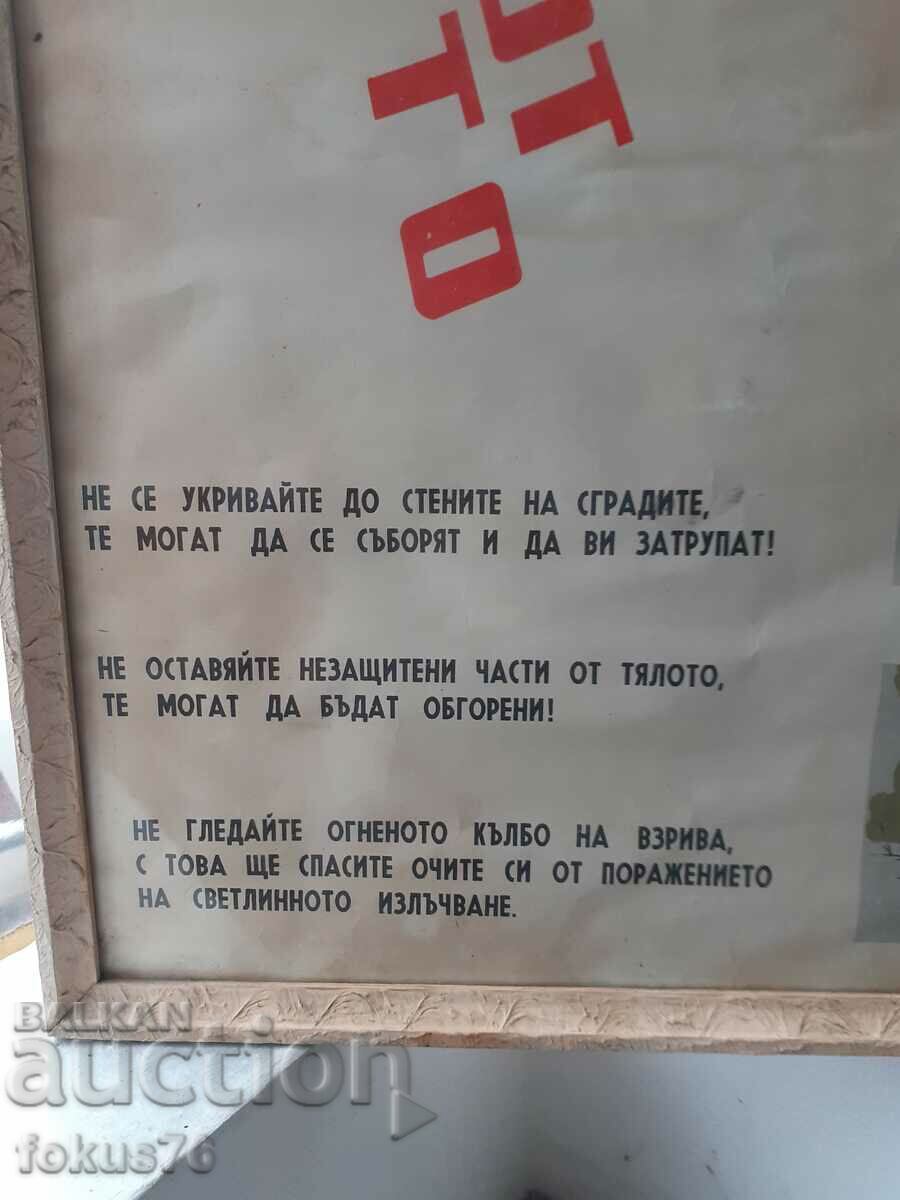 НЕ СЕ УКРИВАЙТЕ ДО СТЕНИТЕ НА СГРАДИТЕ,
ТЕ МОГАТ ДА СЕ СЪБОРЯТ И ДА ВИ ЗАТРУПАТ!
НЕ ОСТАВЯЙТЕ НЕЗАЩИТЕНИ ЧАСТИ ОТ ТЯЛОТО,
ТЕ МОГАТ ДА БЪДАТ ОБГОРЕНИ!
НЕ ГЛЕДАЙТЕ ОГНЕНОТО КЪЛБО НА ВЗРИВА,
С ТОВА ЩЕ СПАСИТЕ ОЧИТЕ СИ ОТ ПОРАЖЕНИЕТО
НА СВЕТЛИННОТО ИЗЛЪЧВАНЕ.
BALKAN
auction
fokus76